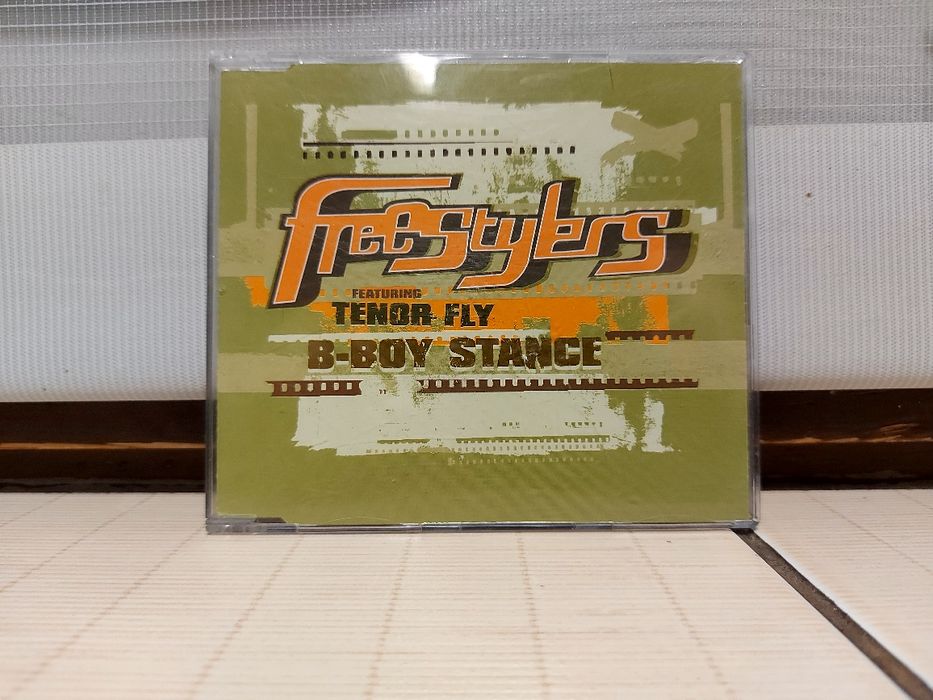 Freestylers
FEATURING
TENOR FLY
B-BOY STANCE